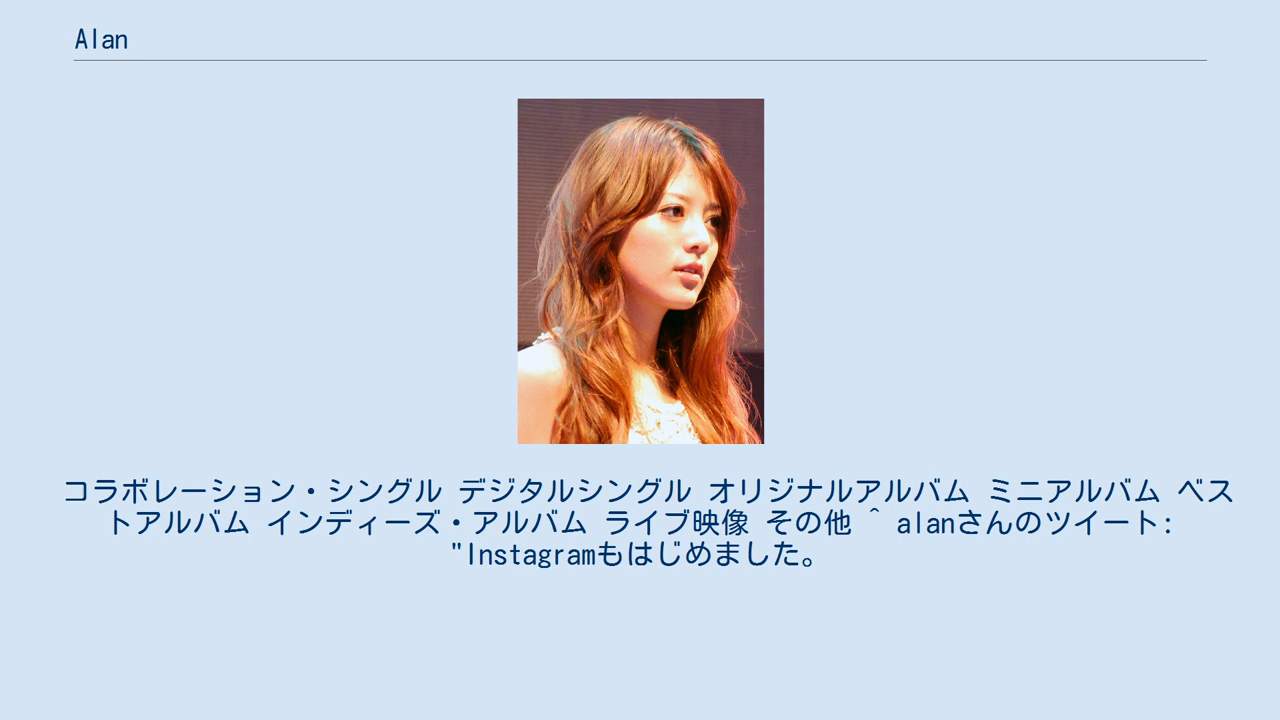 Alan
コラボレーション・シングル デジタルシングル オリジナルアルバム ミニアルバム ベス
トアルバム インディーズ・アルバム ライブ映像 その他 ^ alanさんのツイート:
"Instagramもはじめました。